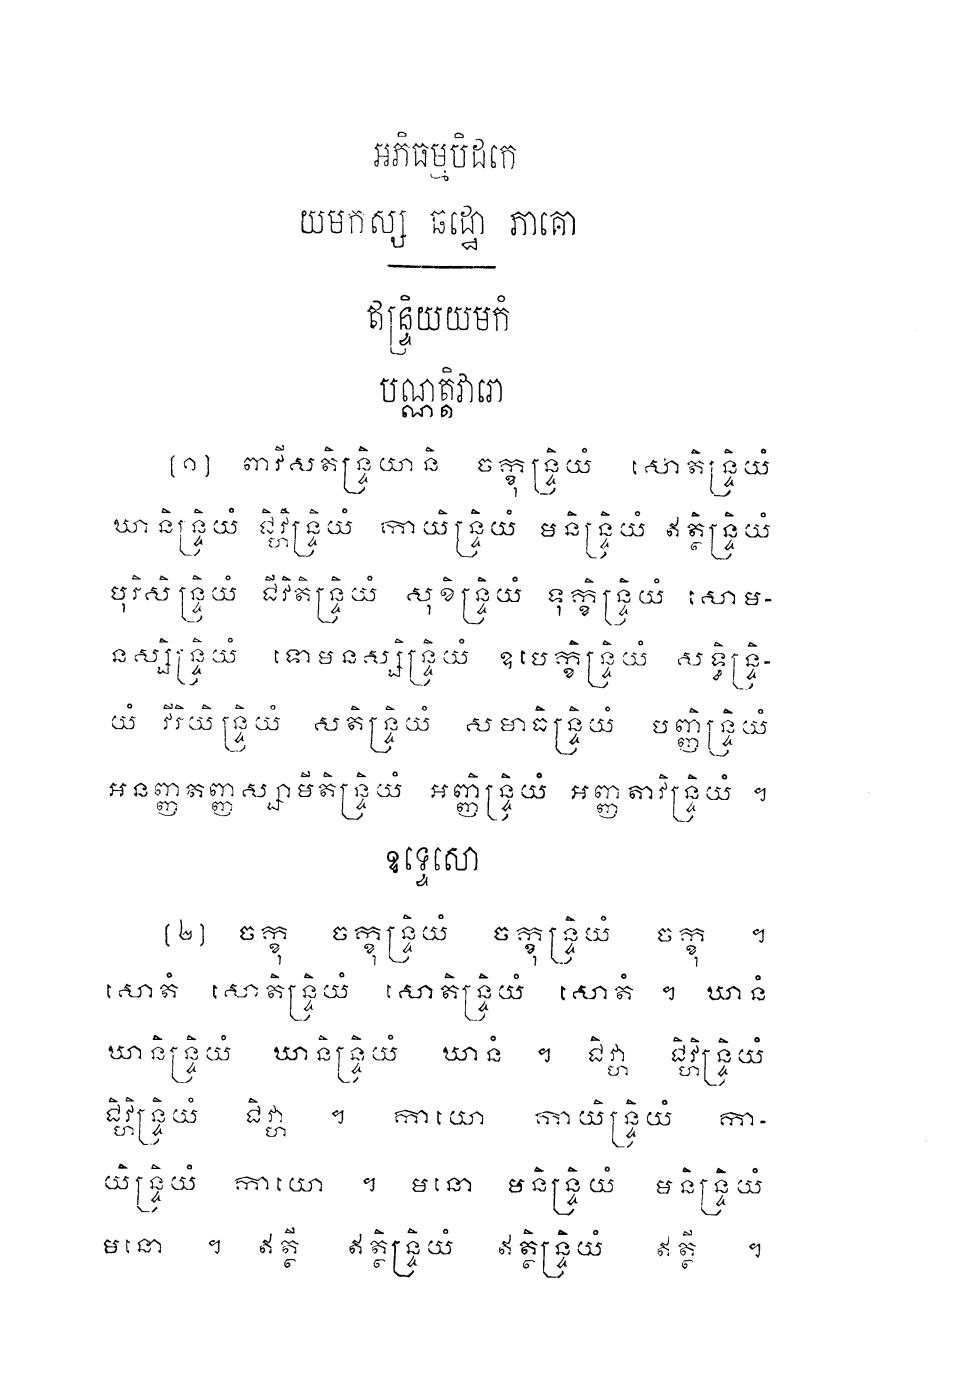 អភិធម្មបិដកេ
យមកស្ស ឆដ្ឋោ ភាគោ
ឥន្ទ្រិយយមកំ
បណ្ណត្តិវារោ
(១) ពាវីសតិន្ទ្រិយានិ ចក្ខុន្ទ្រិយំ សោតិន្ទ្រិយំ
ឃានិន្ទ្រិយំ ជិវ្ហិន្ទ្រិយំ កាយិន្ទ្រិយំ មនិន្ទ្រិយំ ឥត្ថិន្ទ្រិយំ
បុរិសិន្ទ្រិយំ ជីវិតិន្ទ្រិយំ សុខិន្ទ្រិយំ ទុក្ខិន្ទ្រិយំ សោម-
នស្សិន្ទ្រិយំ ទោមនស្សិន្ទ្រិយំ ឧបេក្ខិន្ទ្រិយំ សទ្ធិន្ទ្រិ-
យំ វីរិយិន្ទ្រិយំ សតិន្ទ្រិយំ សមាធិន្ទ្រិយំ បញ្ញិន្ទ្រិយំ
អនញ្ញតញ្ញស្សាមីតិន្ទ្រិយំ អញ្ញិន្ទ្រិយំ អញ្ញតាវិន្ទ្រិយំ ។
ឧទ្ទេសោ
(២) ចក្ខុ ចក្ខុន្ទ្រិយំ ចក្ខុន្ទ្រិយំ ចក្ខុ ។
សោតំ សោតិន្ទ្រិយំ សោតិន្ទ្រិយំ សោតំ ។ ឃានំ
ឃានិន្ទ្រិយំ ឃានិន្ទ្រិយំ ឃានំ ។ ជិវ្ហា ជិវ្ហិន្ទ្រិយំ
ជិវ្ហិន្ទ្រិយំ ជិវ្ហា ។ កាយោ កាយិន្ទ្រិយំ កា-
យិន្ទ្រិយំ កាយោ ។ មនោ មនិន្ទ្រិយំ មនិន្ទ្រិយំ
មនោ ។ ឥត្ថី ឥត្ថិន្ទ្រិយំ ឥត្ថិន្ទ្រិយំ ឥត្ថី ។